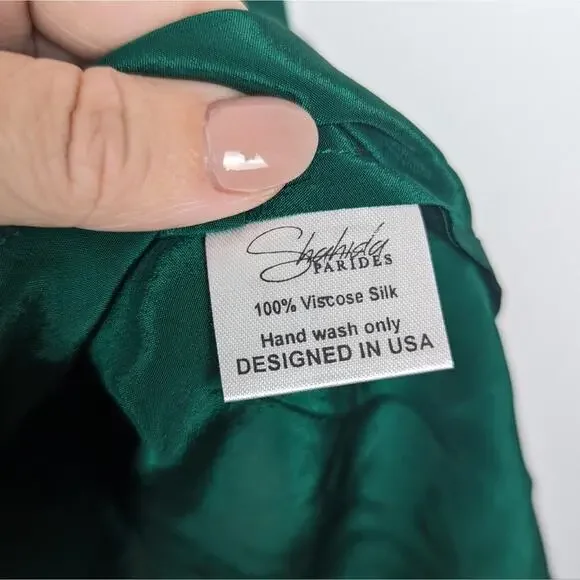 Shahida
PARIDES
100% Viscose Silk
Hand wash only
DESIGNED IN USA